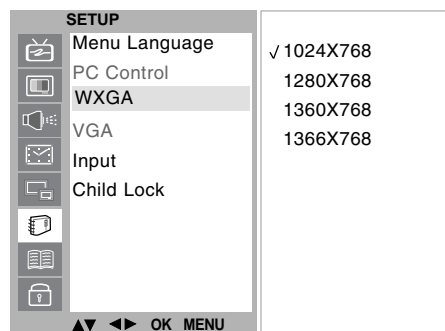 SETUP
Menu Language
PC Control
WXGA
VGA
Input
Child Lock
▲▼ ◄► OK MENU
√ 1024X768
1280X768
1360X768
1366X768